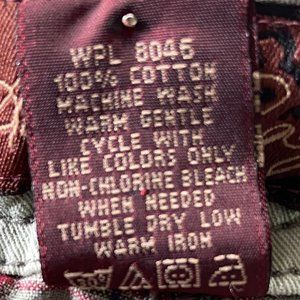 WPL 8046
100% COTTON
MACHINE WASH
WARM GENTLE
CYCLE WITH
LIKE COLORS ONLY
NON-CHLORINE BLEACH
WHEN NEEDED
TUMBLE DRY LOW
WARM IRON